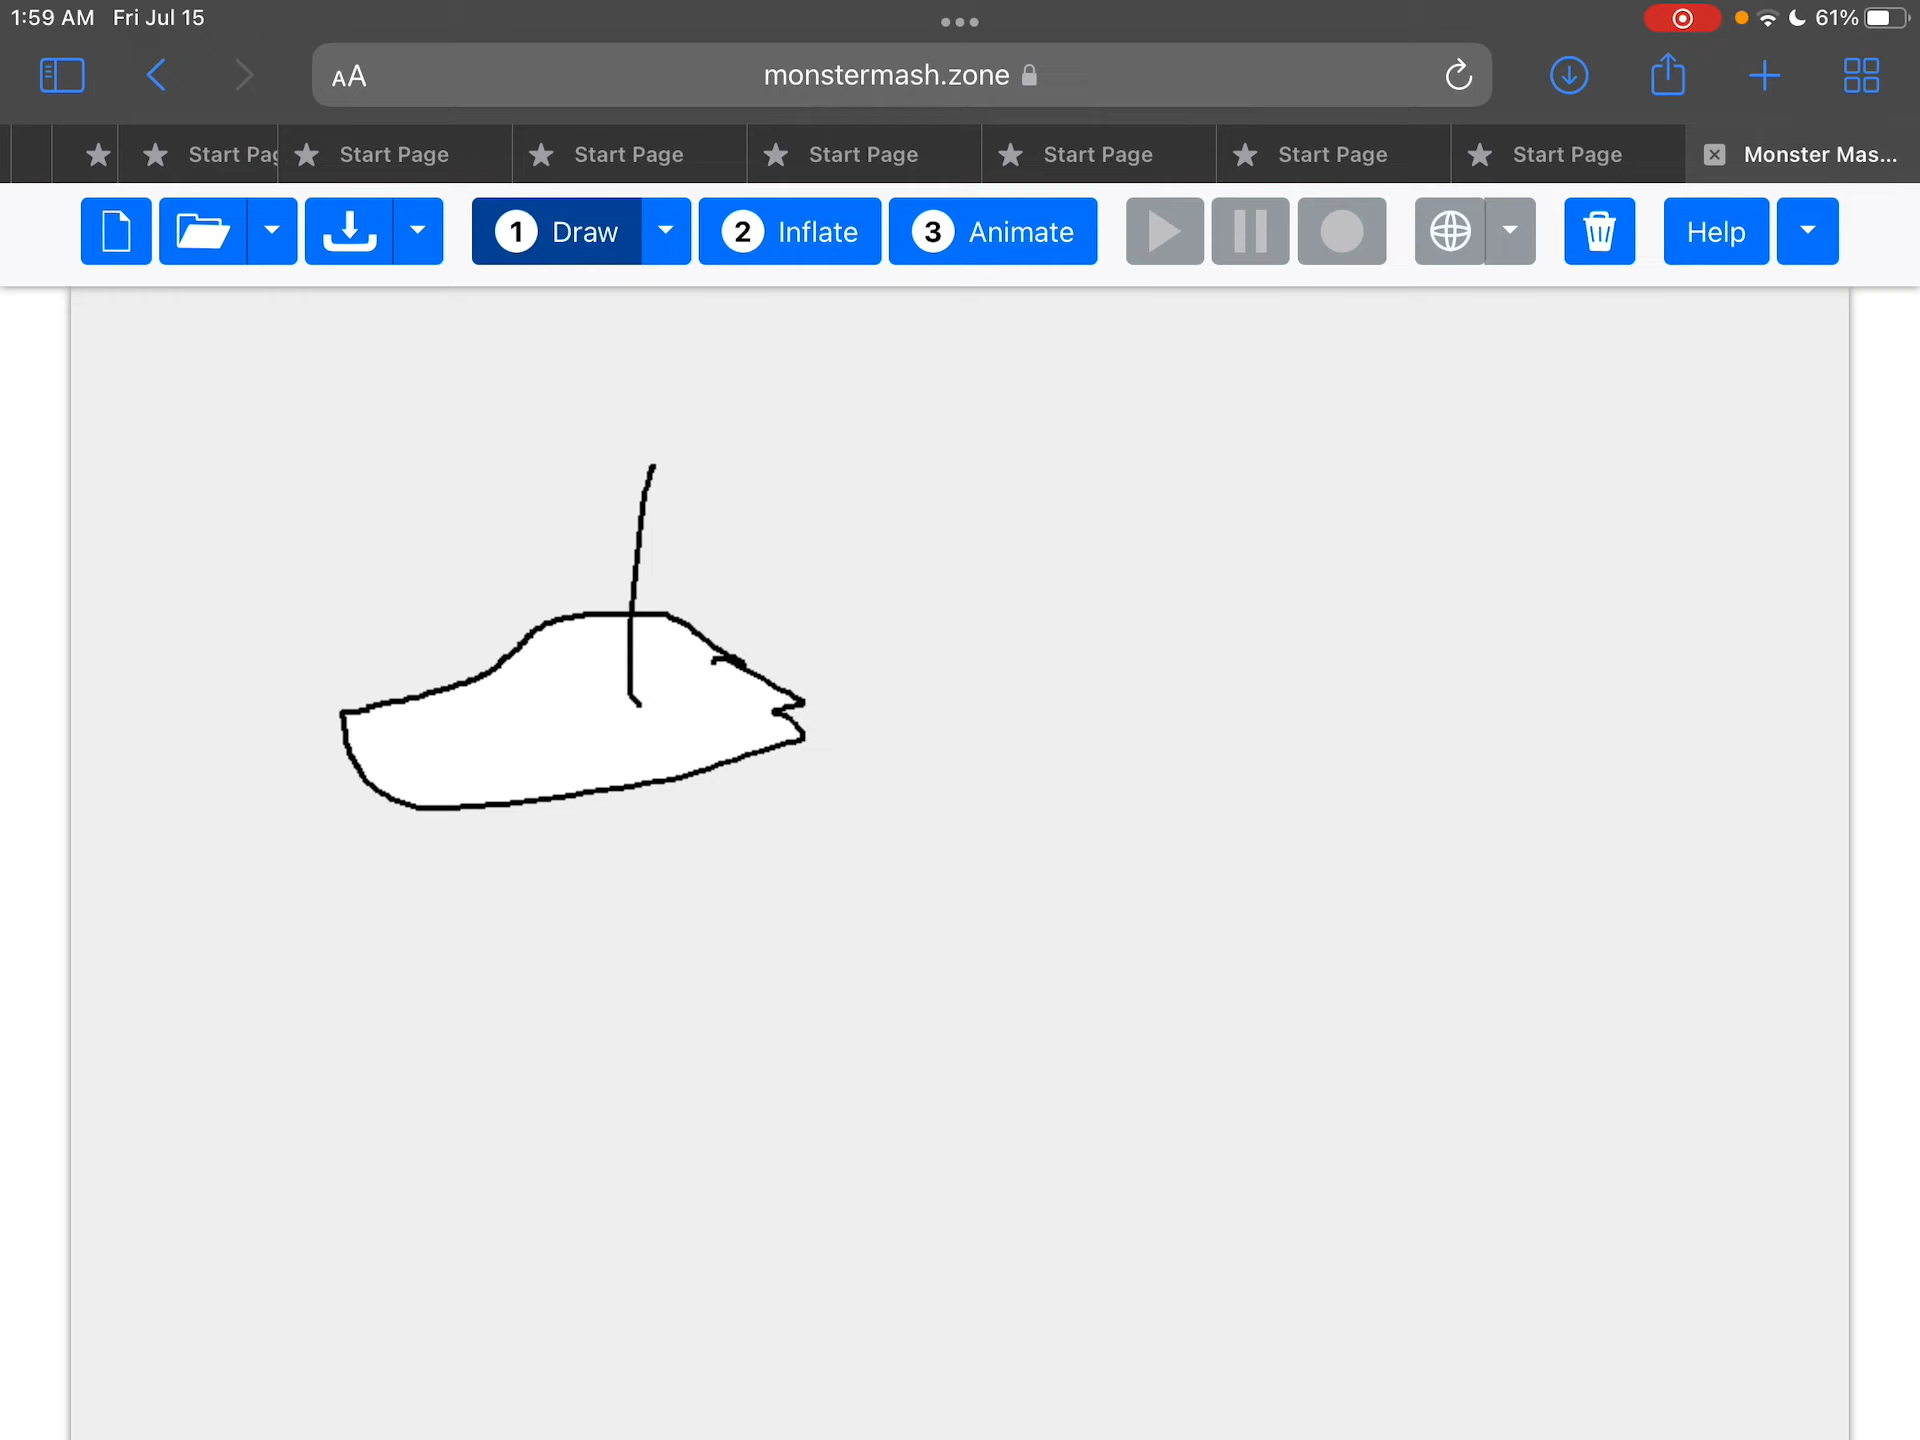 1:59 AM Fri Jul 15 61%
AA monstermash.zone
Start Pag Start Page Start Page Start Page Start Page Start Page Start Page Monster Mas...
1 Draw 2 Inflate 3 Animate Help